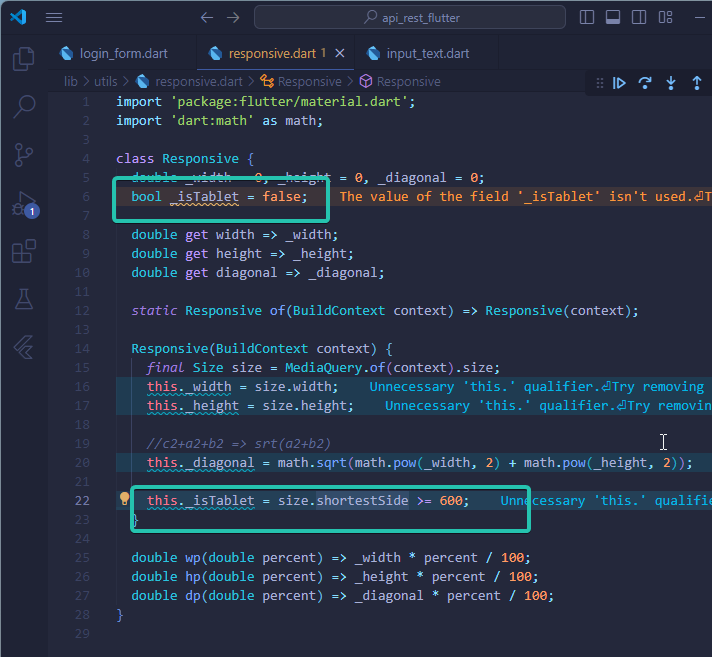 api_rest_flutter
login_form.dart
responsive.dart 1
input_text.dart
lib > utils > responsive.dart > Responsive > Responsive
1 import 'package:flutter/material.dart';
2 import 'dart:math' as math;
3
4 class Responsive {
5 double _width = 0, _height = 0, _diagonal = 0;
6 bool _isTablet = false; The value of the field '_isTablet' isn't used.⏎T
7
8 double get width => _width;
9 double get height => _height;
10 double get diagonal => _diagonal;
11
12 static Responsive of(BuildContext context) => Responsive(context);
13
14 Responsive(BuildContext context) {
15 final Size size = MediaQuery.of(context).size;
16 this._width = size.width; Unnecessary 'this.' qualifier.⏎Try removing
17 this._height = size.height; Unnecessary 'this.' qualifier.⏎Try removin
18
19 //c2+a2+b2 => srt(a2+b2)
20 this._diagonal = math.sqrt(math.pow(_width, 2) + math.pow(_height, 2));
21
22 this._isTablet = size.shortestSide >= 600; Unnecessary 'this.' qualifie
23 }
24
25 double wp(double percent) => _width * percent / 100;
26 double hp(double percent) => _height * percent / 100;
27 double dp(double percent) => _diagonal * percent / 100;
28 }
29
1